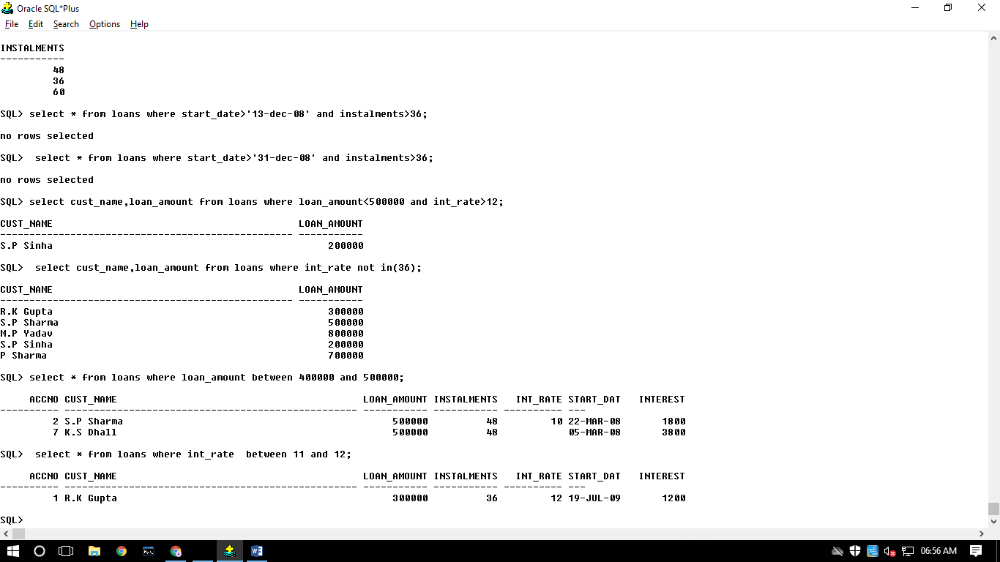 Oracle SQL*Plus
File Edit Search Options Help
INSTALMENTS
-----------
48
36
60
SQL> select * from loans where start_date>'13-dec-08' and instalments>36;
no rows selected
SQL>  select * from loans where start_date>'31-dec-08' and instalments>36;
no rows selected
SQL> select cust_name,loan_amount from loans where loan_amount<500000 and int_rate>12;
CUST_NAME                                          LOAN_AMOUNT
-------------------------------------------------- -----------
S.P Sinha                                               200000
SQL>  select cust_name,loan_amount from loans where int_rate not in(36);
CUST_NAME                                          LOAN_AMOUNT
-------------------------------------------------- -----------
R.K Gupta                                               300000
S.P Sharma                                              500000
M.P Yadav                                               800000
S.P Sinha                                               200000
P Sharma                                                700000
SQL> select * from loans where loan_amount between 400000 and 500000;
     ACCNO CUST_NAME                                          LOAN_AMOUNT INSTALMENTS   INT_RATE START_DAT   INTEREST
---------- -------------------------------------------------- ----------- ----------- ---------- ---
         2 S.P Sharma                                              500000          48         10 22-MAR-08       1800
         7 K.S Dhall                                               500000          48            05-MAR-08       3800
SQL>  select * from loans where int_rate  between 11 and 12;
     ACCNO CUST_NAME                                          LOAN_AMOUNT INSTALMENTS   INT_RATE START_DAT   INTEREST
---------- -------------------------------------------------- ----------- ----------- ---------- ---
         1 R.K Gupta                                               300000          36         12 19-JUL-09       1200
SQL>
06:56 AM